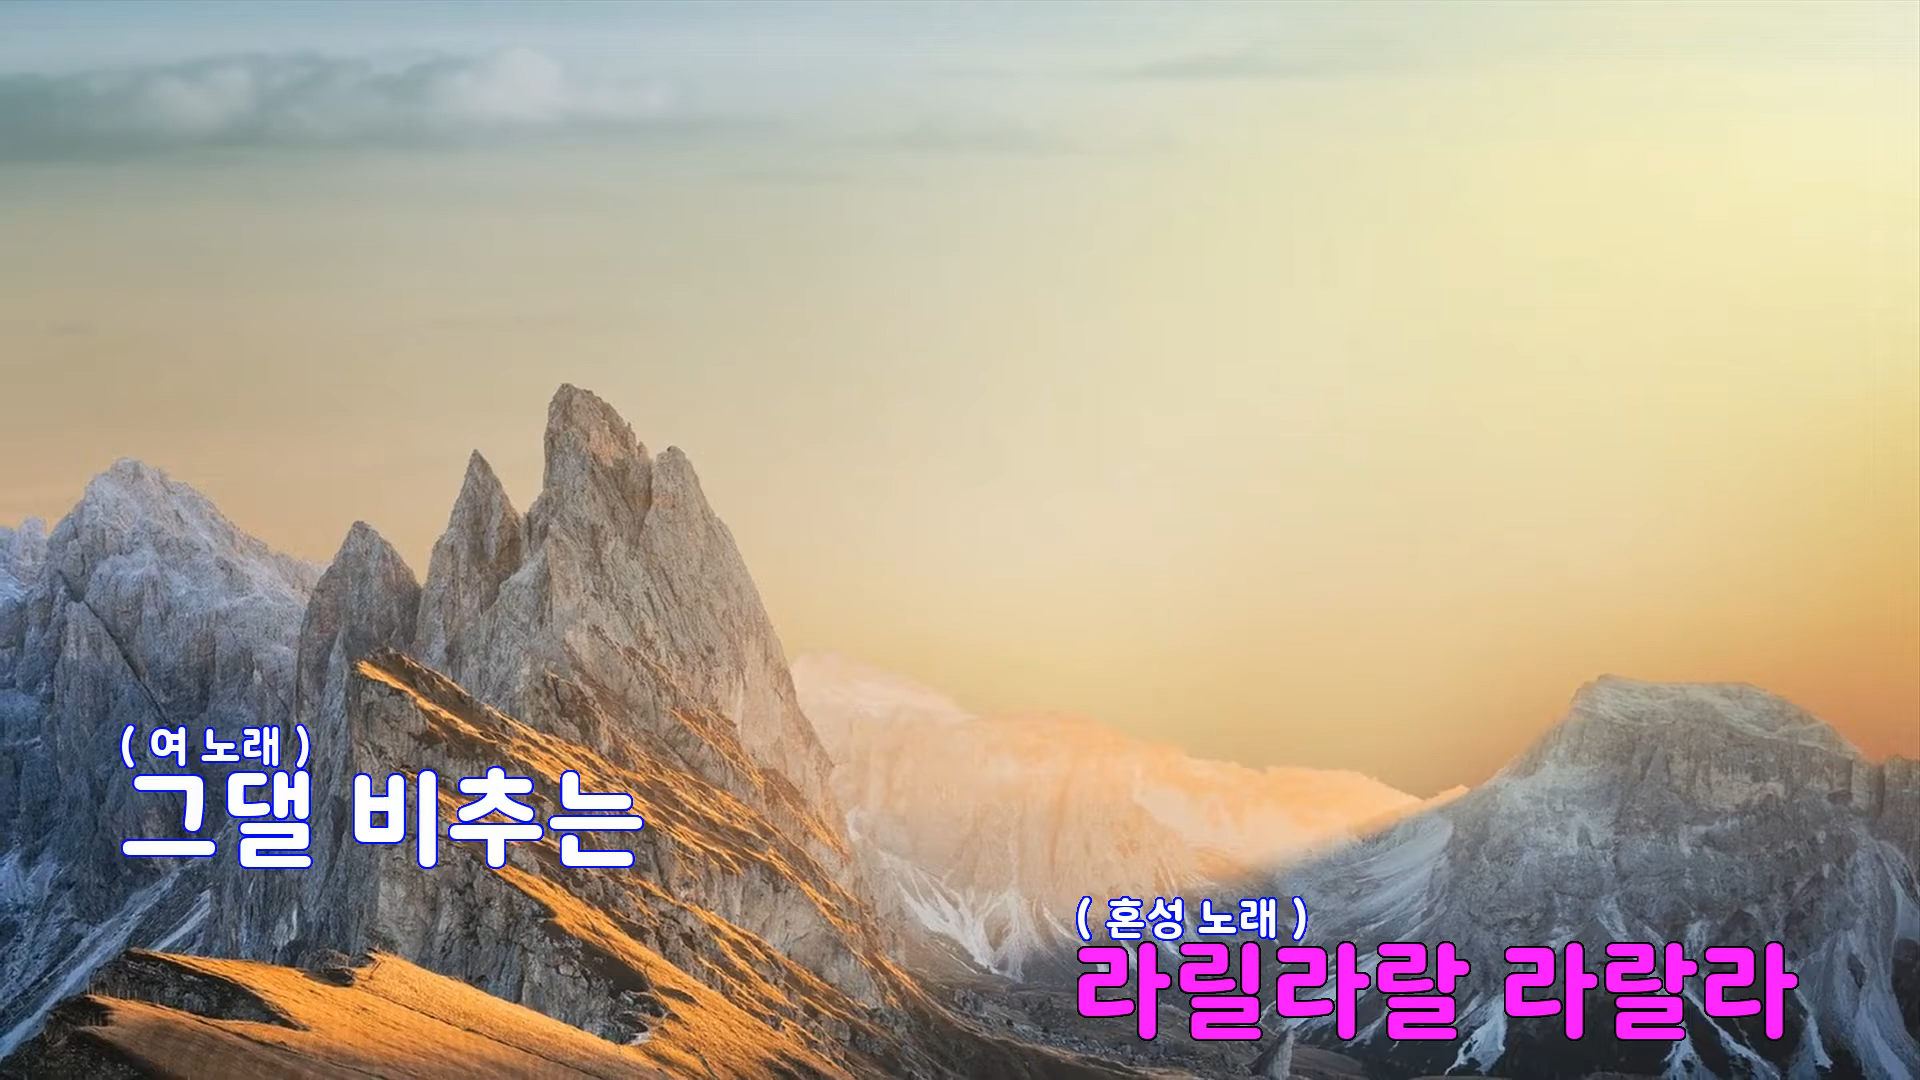 ( 여 노래 )
그댈 비추는
( 혼성 노래 )
라릴라랄 라랄라